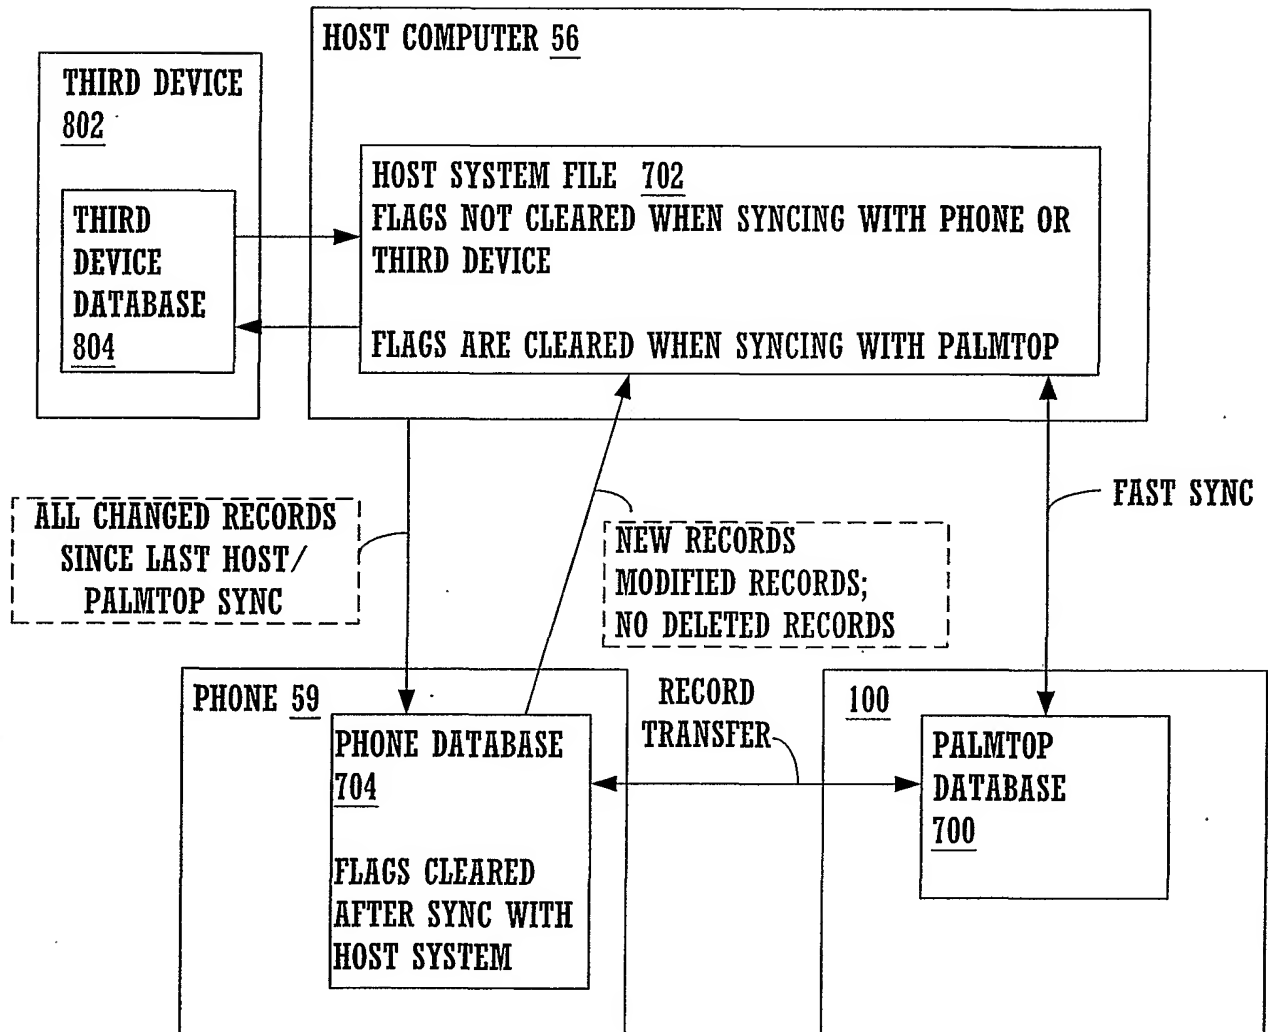 HOST COMPUTER 56
THIRD DEVICE
802
HOST SYSTEM FILE 702
FLAGS NOT CLEARED WHEN SYNCING WITH PHONE OR
THIRD DEVICE
FLAGS ARE CLEARED WHEN SYNCING WITH PALMTOP
THIRD
DEVICE
DATABASE
804
ALL CHANGED RECORDS
SINCE LAST HOST/
PALMTOP SYNC
NEW RECORDS
MODIFIED RECORDS;
NO DELETED RECORDS
FAST SYNC
PHONE 59
PHONE DATABASE
704
FLAGS CLEARED
AFTER SYNC WITH
HOST SYSTEM
RECORD
TRANSFER
100
PALMTOP
DATABASE
700